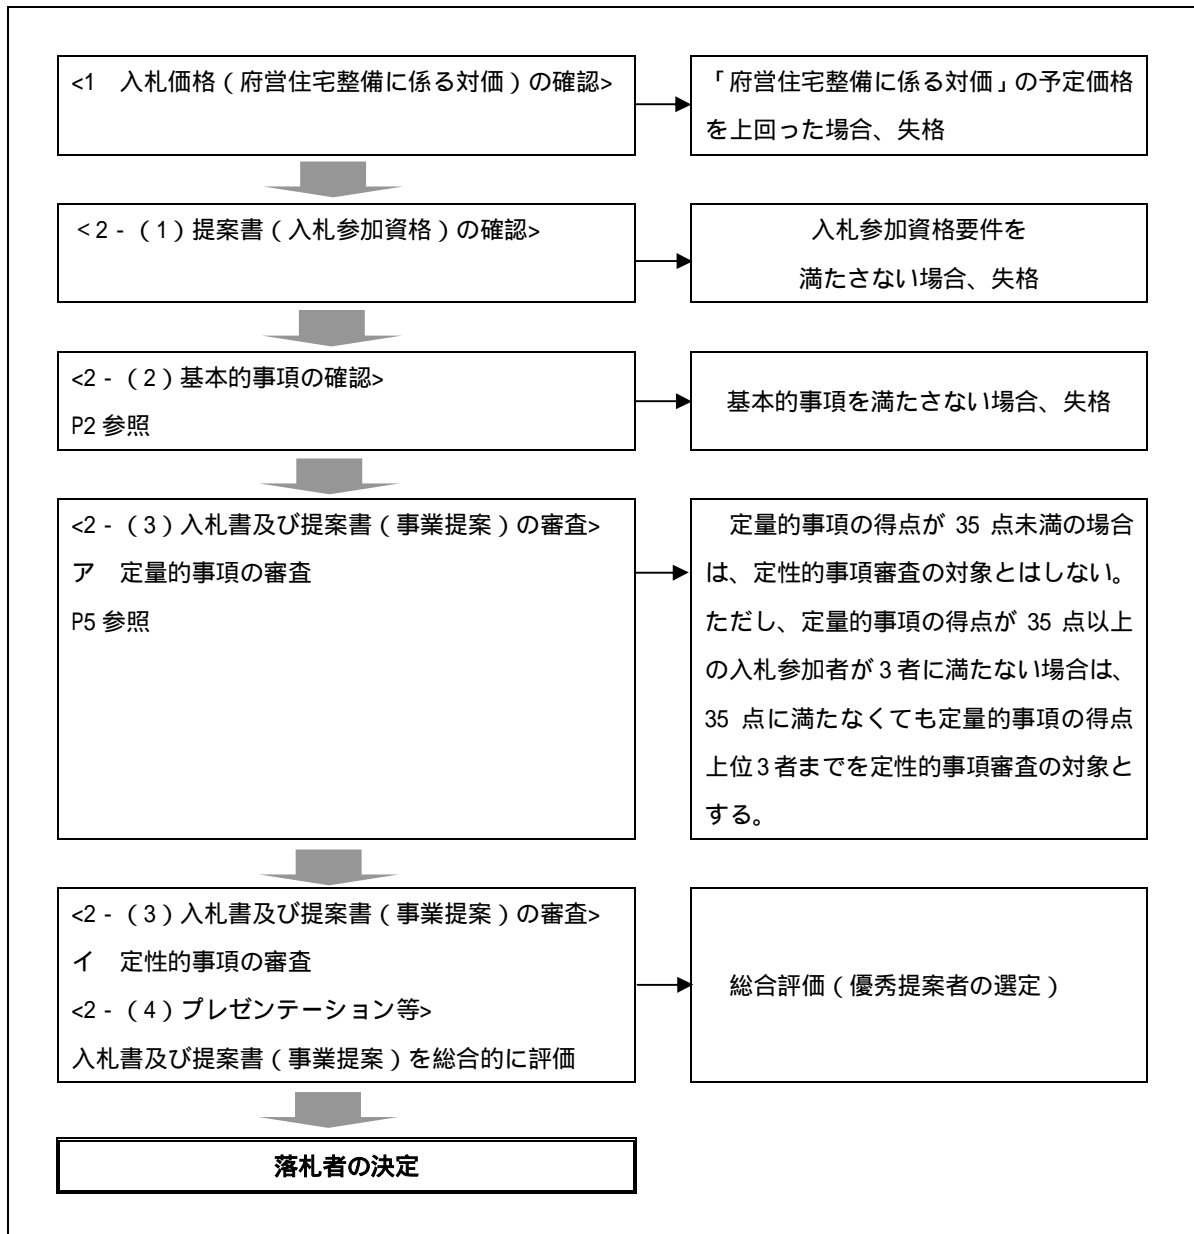 <1　入札価格（府営住宅整備に係る対価）の確認>
「府営住宅整備に係る対価」の予定価格
を上回った場合、失格
<2-（1）提案書（入札参加資格）の確認>
入札参加資格要件を
満たさない場合、失格
<2-（2）基本的事項の確認>
P2 参照
基本的事項を満たさない場合、失格
<2-（3）入札書及び提案書（事業提案）の審査>
ア　定量的事項の審査
P5 参照
定量的事項の得点が 35 点未満の場合
は、定性的事項審査の対象とはしない。
ただし、定量的事項の得点が 35 点以上
の入札参加者が 3 者に満たない場合は、
35 点に満たなくても定量的事項の得点
上位 3 者までを定性的事項審査の対象と
する。
<2-（3）入札書及び提案書（事業提案）の審査>
イ　定性的事項の審査
<2-（4）プレゼンテーション等>
入札書及び提案書（事業提案）を総合的に評価
総合評価（優秀提案者の選定）
落札者の決定